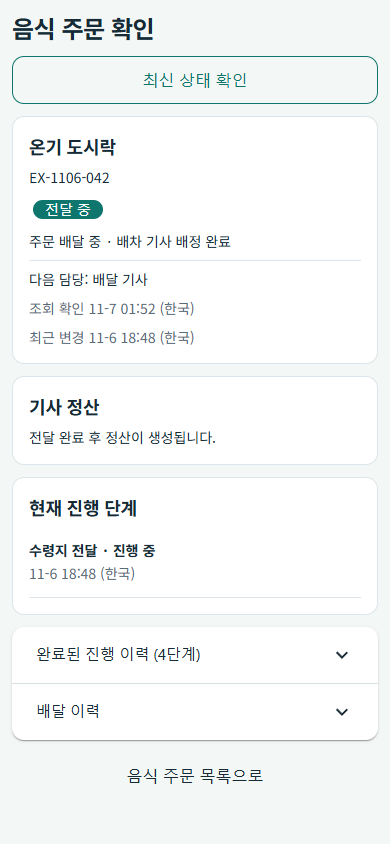 음식 주문 확인
최신 상태 확인
온기 도시락
EX-1106-042
전달 중
주문 배달 중 · 배차 기사 배정 완료
다음 담당: 배달 기사
조회 확인 11-7 01:52 (한국)
최근 변경 11-6 18:48 (한국)
기사 정산
전달 완료 후 정산이 생성됩니다.
현재 진행 단계
수령지 전달 · 진행 중
11-6 18:48 (한국)
완료된 진행 이력 (4단계)
배달 이력
음식 주문 목록으로